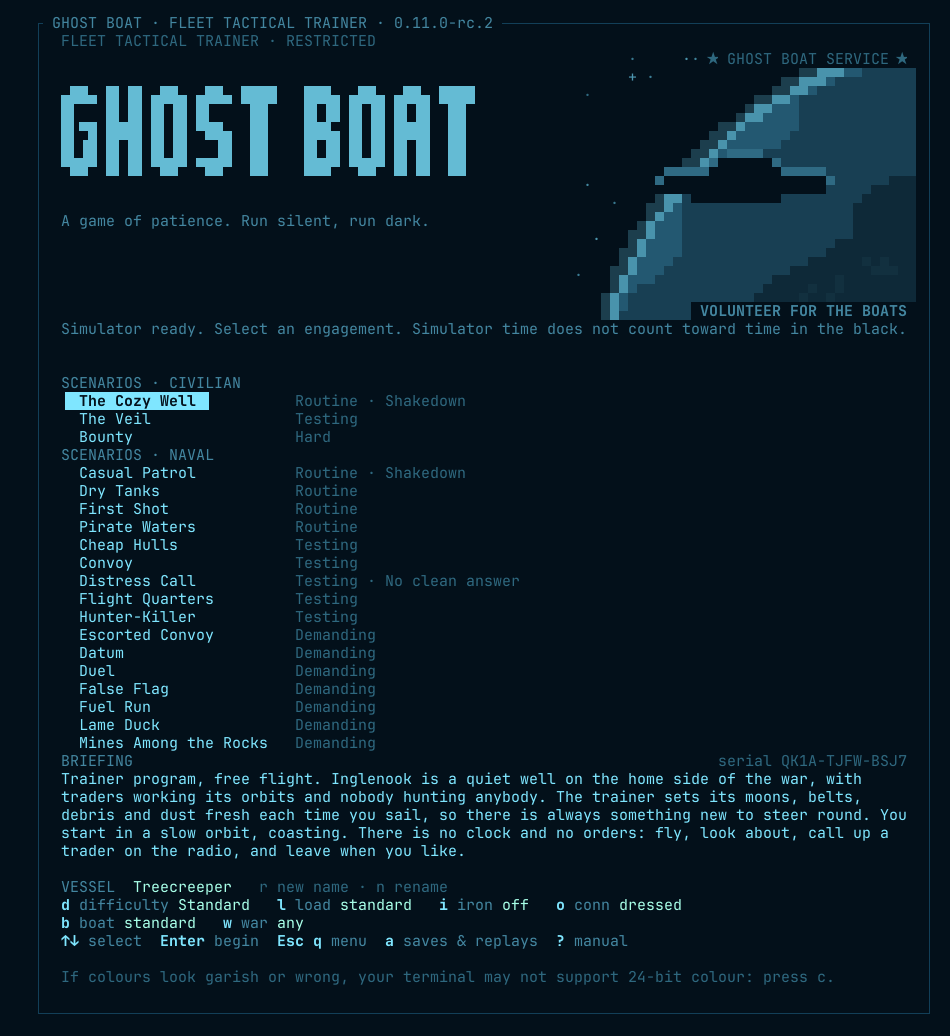 GHOST BOAT · FLEET TACTICAL TRAINER · 0.11.0-rc.2
FLEET TACTICAL TRAINER · RESTRICTED
★ GHOST BOAT SERVICE ★
GHOST BOAT
A game of patience. Run silent, run dark.
VOLUNTEER FOR THE BOATS
Simulator ready. Select an engagement. Simulator time does not count toward time in the black.
SCENARIOS · CIVILIAN
The Cozy Well Routine · Shakedown
The Veil Testing
Bounty Hard
SCENARIOS · NAVAL
Casual Patrol Routine · Shakedown
Dry Tanks Routine
First Shot Routine
Pirate Waters Routine
Cheap Hulls Testing
Convoy Testing
Distress Call Testing · No clean answer
Flight Quarters Testing
Hunter-Killer Testing
Escorted Convoy Demanding
Datum Demanding
Duel Demanding
False Flag Demanding
Fuel Run Demanding
Lame Duck Demanding
Mines Among the Rocks Demanding
BRIEFING serial QK1A-TJFW-BSJ7
Trainer program, free flight. Inglenook is a quiet well on the home side of the war, with
traders working its orbits and nobody hunting anybody. The trainer sets its moons, belts,
debris and dust fresh each time you sail, so there is always something new to steer round. You
start in a slow orbit, coasting. There is no clock and no orders: fly, look about, call up a
trader on the radio, and leave when you like.
VESSEL Treecreeper r new name · n rename
d difficulty Standard l load standard i iron off o conn dressed
b boat standard w war any
↑↓ select Enter begin Esc q menu a saves & replays ? manual
If colours look garish or wrong, your terminal may not support 24-bit colour: press c.